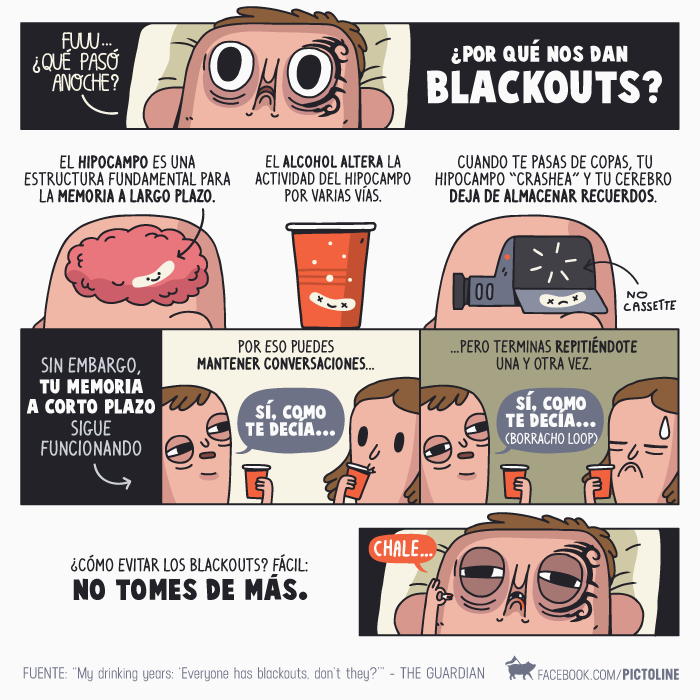 FUUU...
¿QUÉ PASÓ
ANOCHE?
¿POR QUÉ NOS DAN
BLACKOUTS?
EL HIPOCAMPO ES UNA
ESTRUCTURA FUNDAMENTAL PARA
LA MEMORIA A LARGO PLAZO.
EL ALCOHOL ALTERA LA
ACTIVIDAD DEL HIPOCAMPO
POR VARIAS VÍAS.
CUANDO TE PASAS DE COPAS, TU
HIPOCAMPO “CRASHEA” Y TU CEREBRO
DEJA DE ALMACENAR RECUERDOS.
NO
CASSETTE
SIN EMBARGO,
TU MEMORIA
A CORTO PLAZO
SIGUE
FUNCIONANDO
POR ESO PUEDES
MANTENER CONVERSACIONES...
SÍ, COMO
TE DECÍA...
...PERO TERMINAS REPITIÉNDOTE
UNA Y OTRA VEZ.
SÍ, COMO
TE DECÍA...
(BORRACHO LOOP)
¿CÓMO EVITAR LOS BLACKOUTS? FÁCIL:
NO TOMES DE MÁS.
CHALE...
FUENTE: “My drinking years: ‘Everyone has blackouts, don't they?’” - THE GUARDIAN
FACEBOOK.COM/PICTOLINE